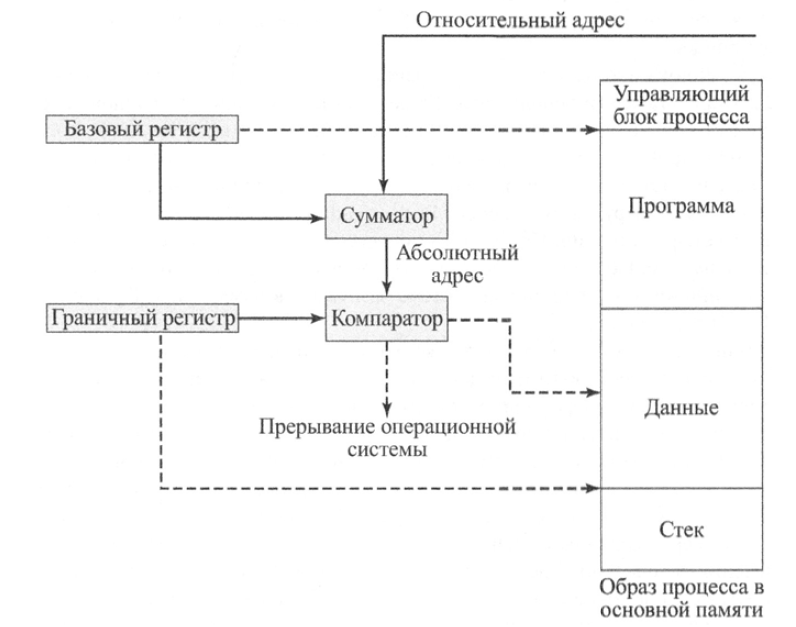 Относительный адрес
Управляющий
блок процесса
Базовый регистр
Программа
Сумматор
Абсолютный
адрес
Граничный регистр
Компаратор
Данные
Прерывание операционной
системы
Стек
Образ процесса в
основной памяти